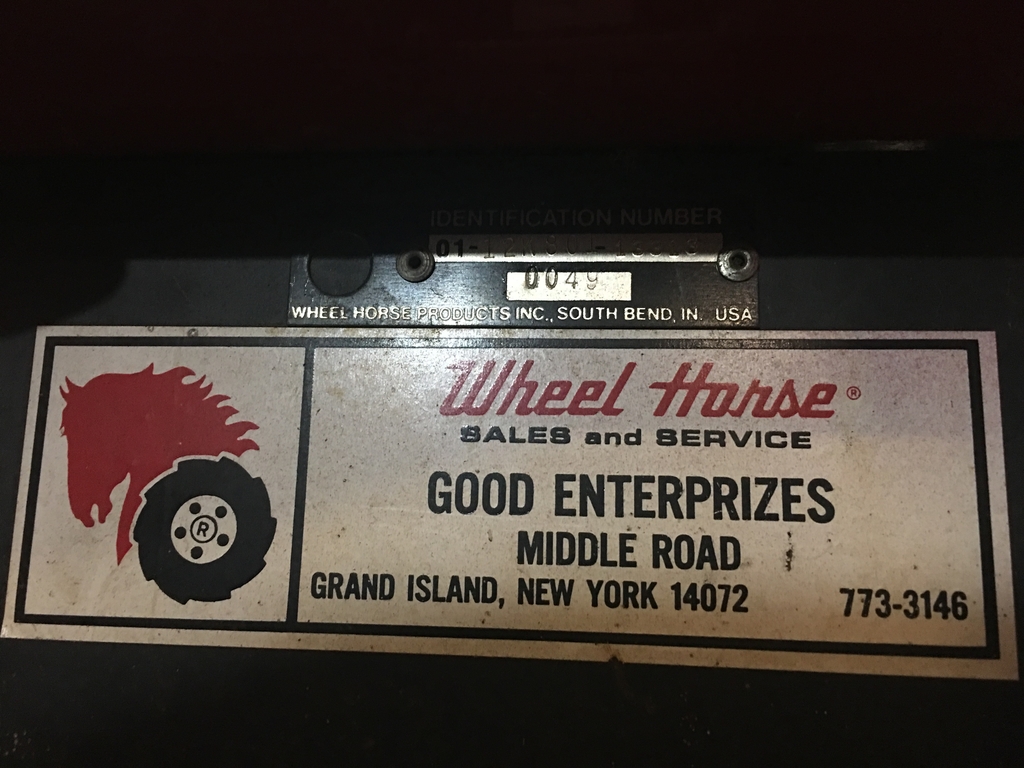 IDENTIFICATION NUMBER
0049
WHEEL HORSE PRODUCTS INC., SOUTH BEND, IN. USA
Wheel Horse®
SALES and SERVICE
GOOD ENTERPRIZES
MIDDLE ROAD
GRAND ISLAND, NEW YORK 14072 773-3146
®